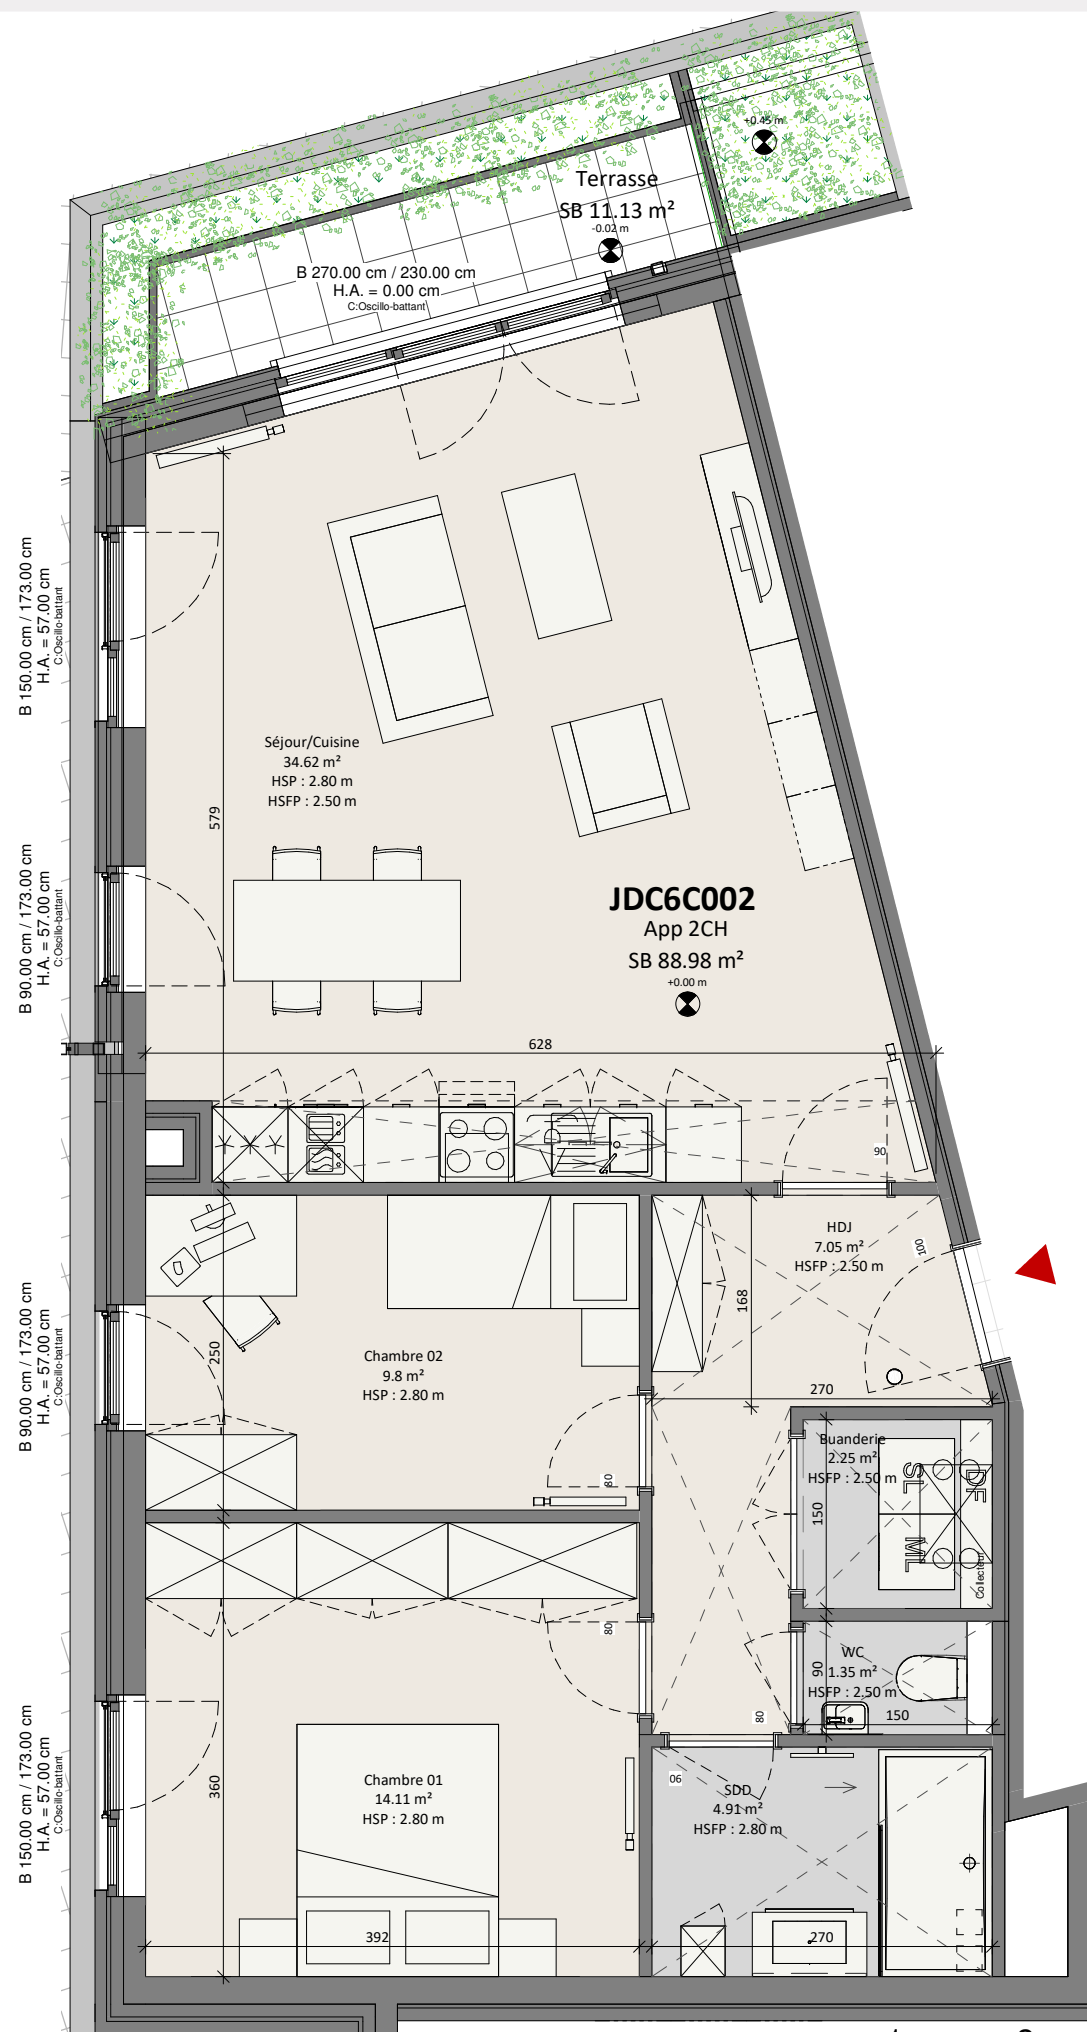 +0.45 m
Terrasse
SB 11.13 m²
-0.02 m
B 270.00 cm / 230.00 cm
H.A. = 0.00 cm
C:Oscillo-battant
B 150.00 cm / 173.00 cm
H.A. = 57.00 cm
C:Oscillo-battant
Séjour/Cuisine
34.62 m²
HSP : 2.80 m
HSFP : 2.50 m
579
B 90.00 cm / 173.00 cm
H.A. = 57.00 cm
C:Oscillo-battant
JDC6C002
App 2CH
SB 88.98 m²
+0.00 m
628
90
HDJ
7.05 m²
HSFP : 2.50 m
100
168
B 90.00 cm / 173.00 cm
H.A. = 57.00 cm
C:Oscillo-battant
250
Chambre 02
9.8 m²
HSP : 2.80 m
80
270
Buanderie
2.25 m²
HSFP : 2.50 m
150
SL
ML
DF
Collecteur
80
WC
1.35 m²
HSFP : 2.50 m
90
150
80
B 150.00 cm / 173.00 cm
H.A. = 57.00 cm
C:Oscillo-battant
360
Chambre 01
14.11 m²
HSP : 2.80 m
90
SDD
4.91 m²
HSFP : 2.80 m
392
270